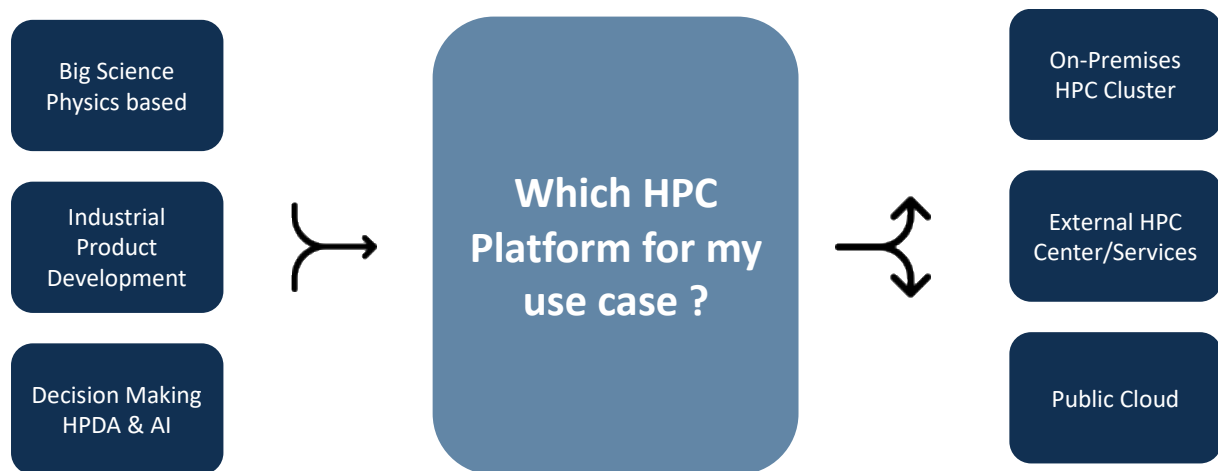 Big Science
Physics based
Industrial
Product
Development
Decision Making
HPDA & AI
Which HPC
Platform for my
use case ?
On-Premises
HPC Cluster
External HPC
Center/Services
Public Cloud